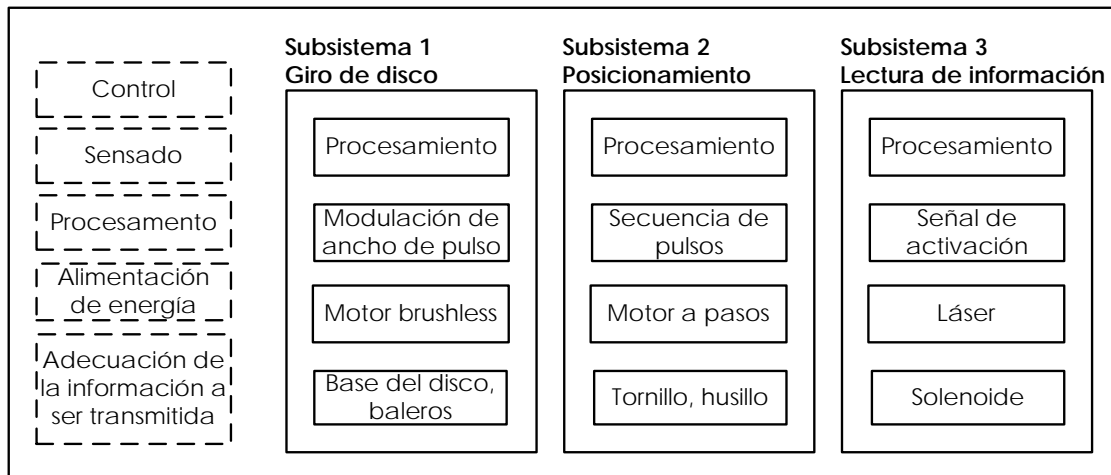 Control
Sensado
Procesamento
Alimentación
de energía
Adecuación de
la información a
ser transmitida
Subsistema 1
Giro de disco
Procesamiento
Modulación de
ancho de pulso
Motor brushless
Base del disco,
baleros
Subsistema 2
Posicionamiento
Procesamiento
Secuencia de
pulsos
Motor a pasos
Tornillo, husillo
Subsistema 3
Lectura de información
Procesamiento
Señal de
activación
Láser
Solenoide